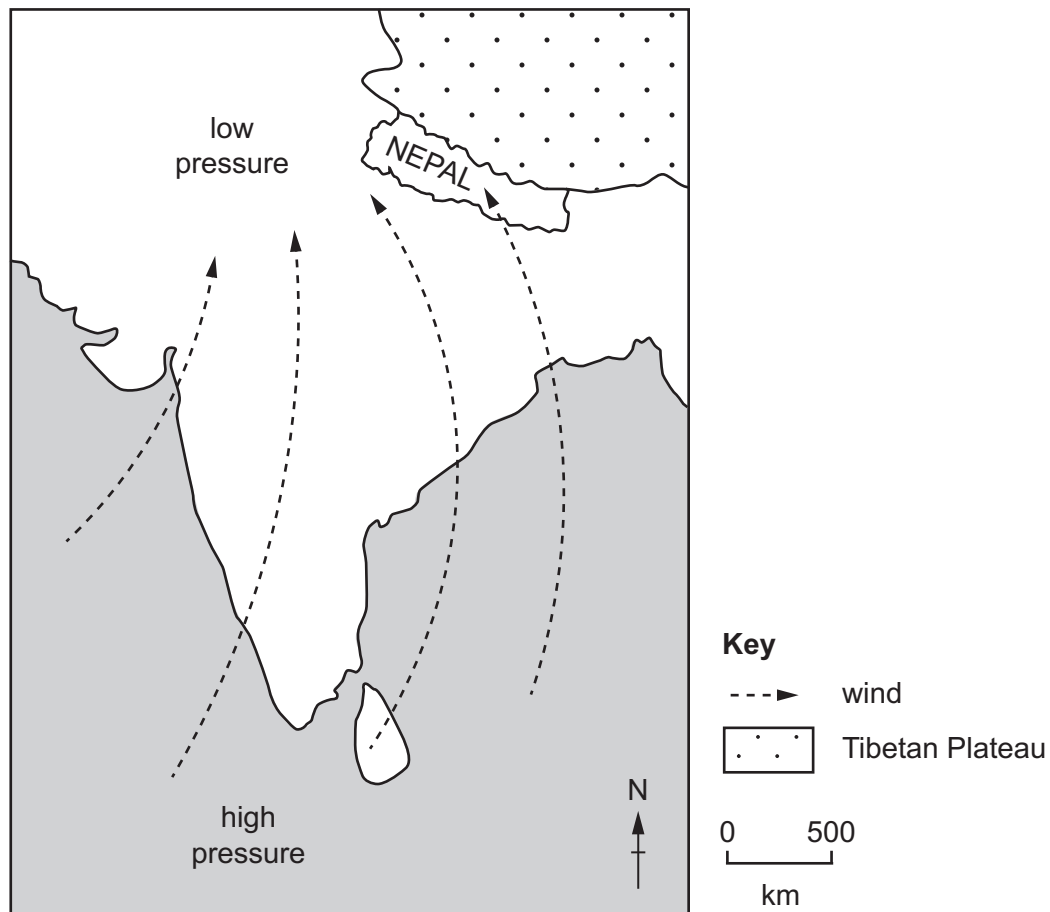 low
pressure
NEPAL
high
pressure
N
Key
wind
Tibetan Plateau
0 500
km